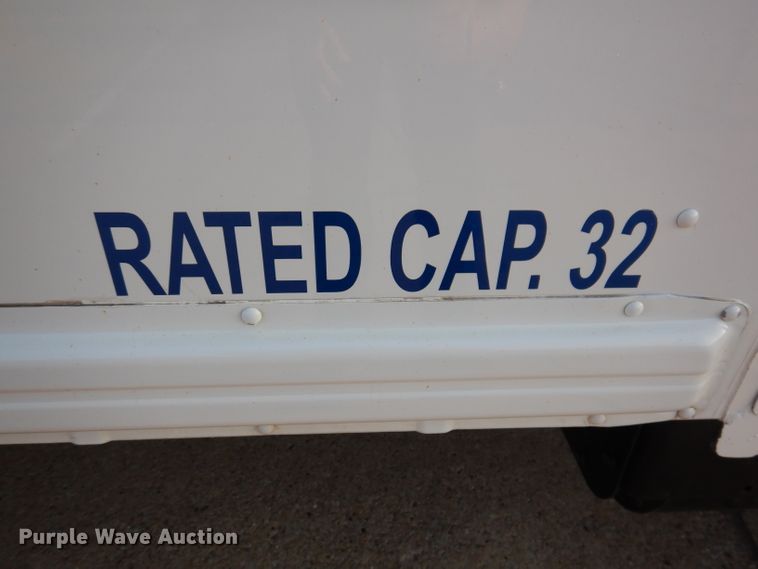 RATED CAP. 32
Purple Wave Auction